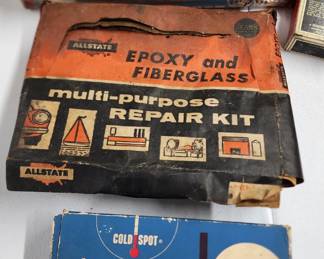 ALLSTATE
EPOXY and
FIBERGLASS
multi-purpose
REPAIR KIT
ALLSTATE
COLDSPOT®